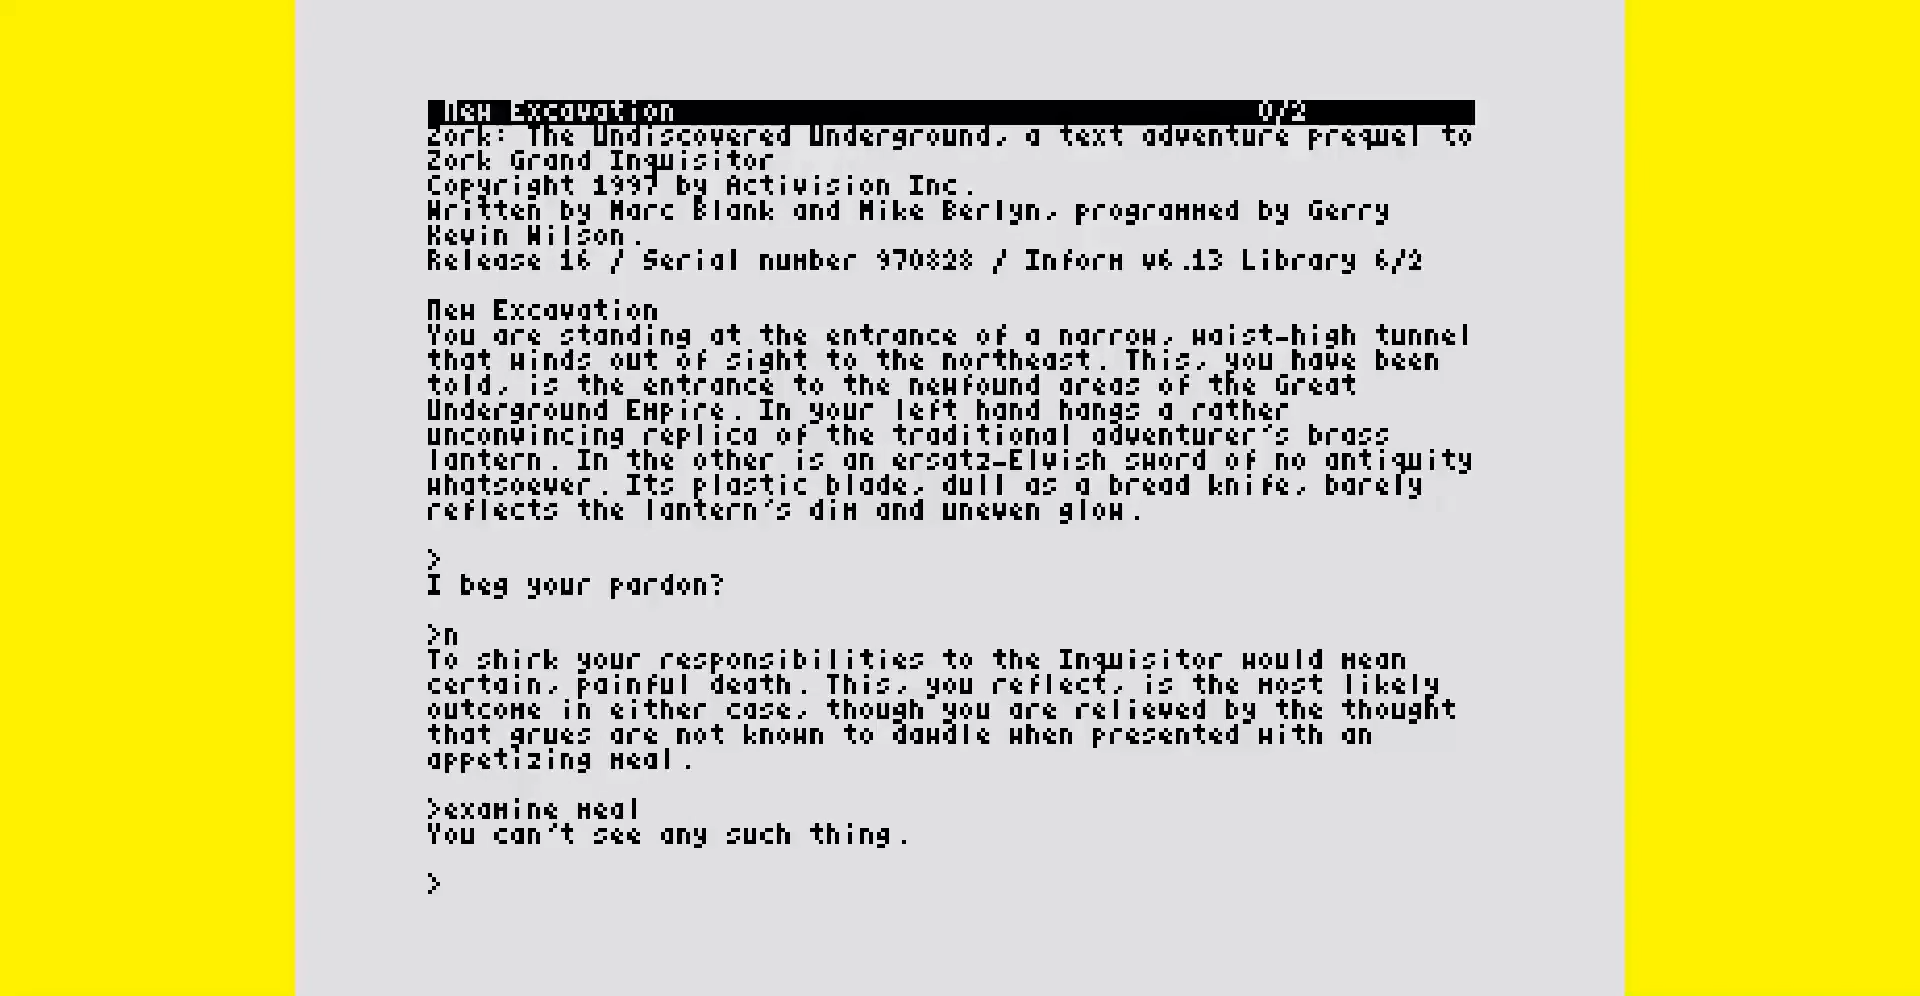 New Excavation 0/2
Zork: The Undiscovered Underground, a text adventure prequel to
Zork Grand Inquisitor
Copyright 1997 by Activision Inc.
Written by Marc Blank and Mike Berlyn, programmed by Gerry
Kevin Wilson.
Release 16 / Serial number 970828 / Inform v6.13 Library 6/2
New Excavation
You are standing at the entrance of a narrow, waist-high tunnel
that winds out of sight to the northeast. This, you have been
told, is the entrance to the newfound areas of the Great
Underground Empire. In your left hand hangs a rather
unconvincing replica of the traditional adventurer's brass
lantern. In the other is an ersatz-Elvish sword of no antiquity
whatsoever. Its plastic blade, dull as a bread knife, barely
reflects the lantern's dim and uneven glow.
>
I beg your pardon?
>n
To shirk your responsibilities to the Inquisitor would mean
certain, painful death. This, you reflect, is the most likely
outcome in either case, though you are relieved by the thought
that grues are not known to dawdle when presented with an
appetizing meal.
>examine meal
You can't see any such thing.
>